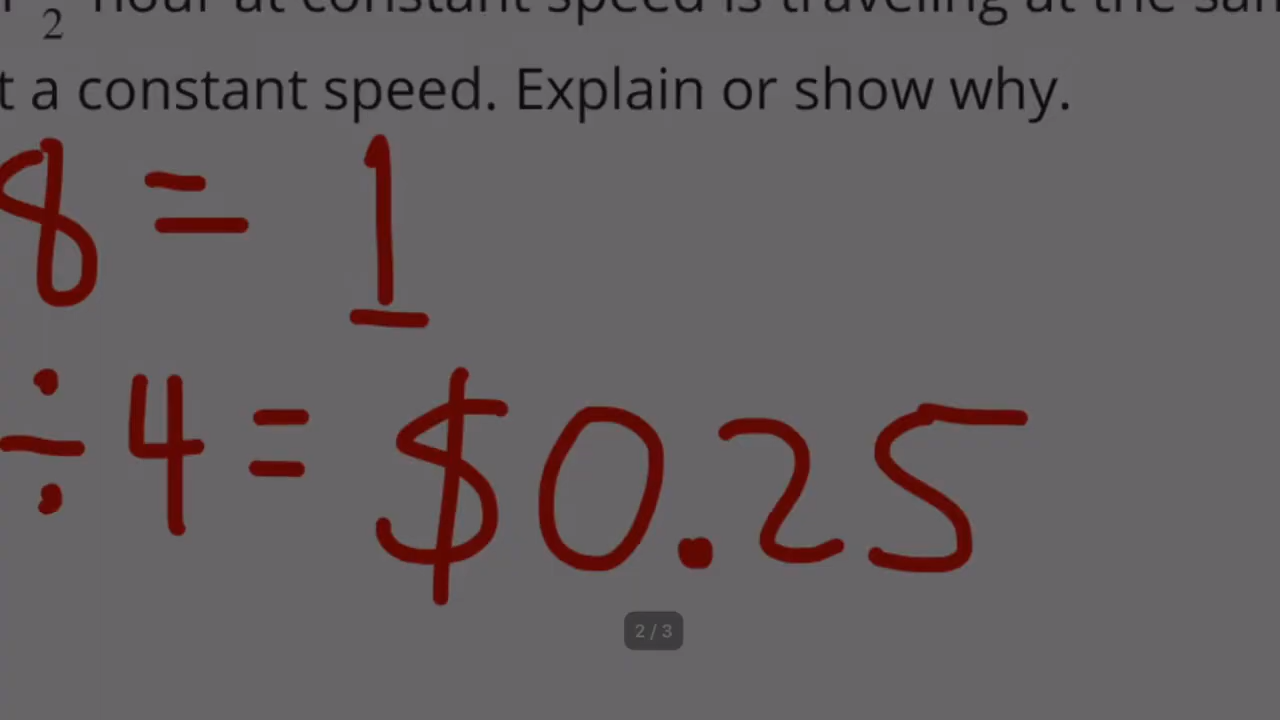 2 hour at constant speed is traveling at the
t a constant speed. Explain or show why.
8 = 1
÷ 4 = $0.25
2 / 3